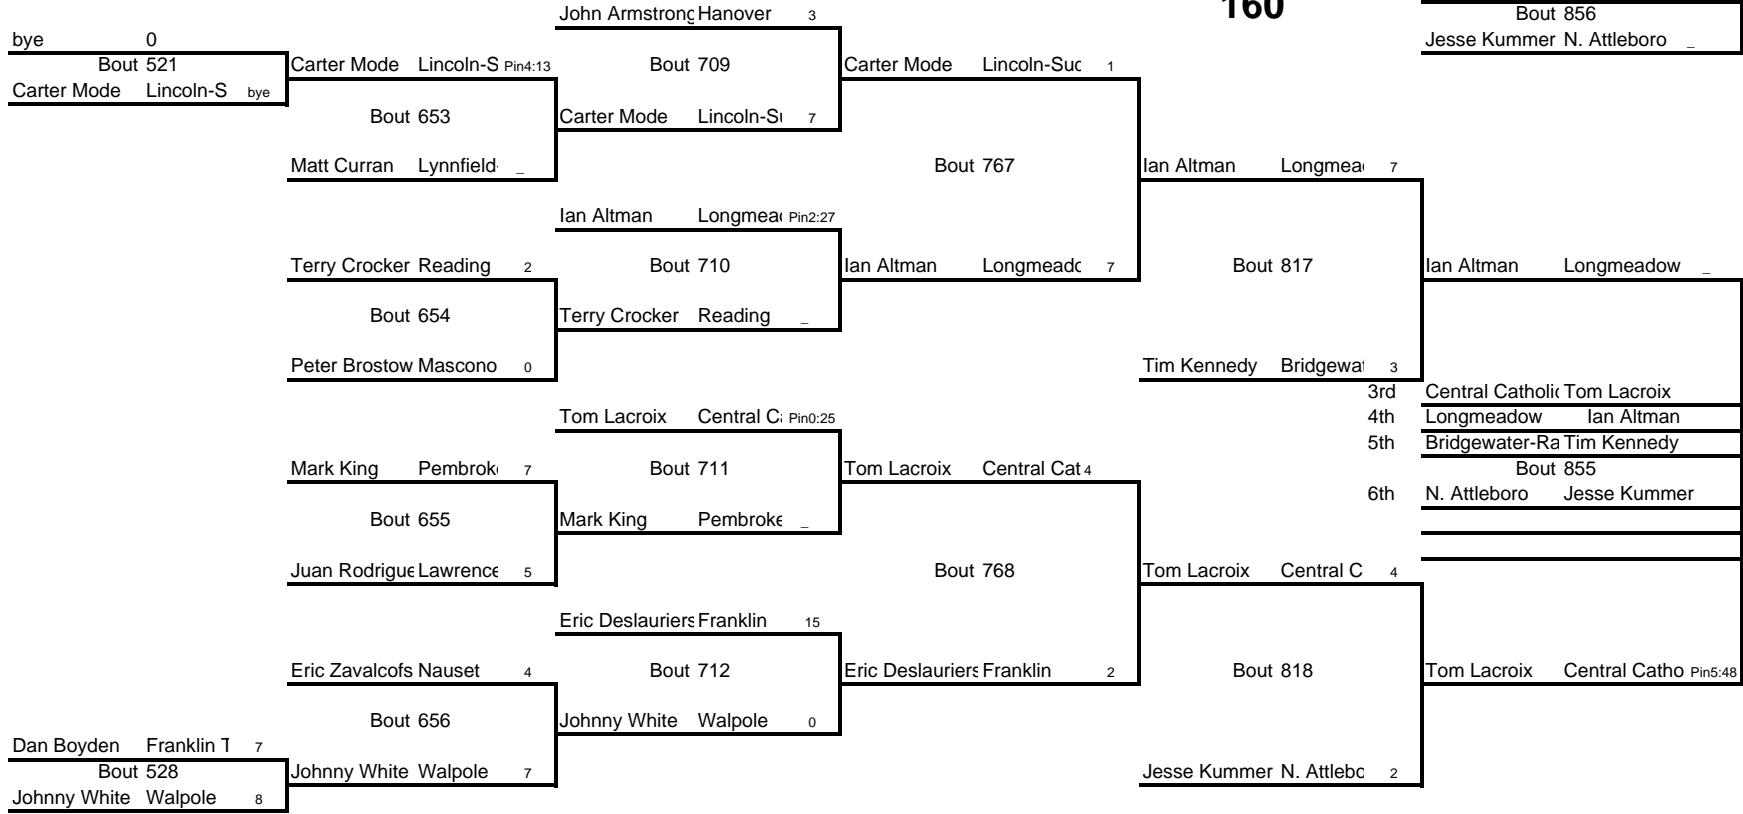 John Armstrong Hanover 3 160 Bout 856
bye 0 Jesse Kummer N. Attleboro _
Bout 521 Carter Mode Lincoln-S Pin4:13 Bout 709 Carter Mode Lincoln-Suc 1
Carter Mode Lincoln-S bye
Bout 653 Carter Mode Lincoln-Su 7
Matt Curran Lynnfield- _ Bout 767 Ian Altman Longmea 7
Ian Altman Longmea Pin2:27
Terry Crocker Reading 2 Bout 710 Ian Altman Longmeado 7 Bout 817 Ian Altman Longmeadow _
Bout 654 Terry Crocker Reading _
Peter Brostow Mascono 0 Tim Kennedy Bridgewat 3
3rd Central Catholic Tom Lacroix
Tom Lacroix Central Ca Pin0:25 4th Longmeadow Ian Altman
5th Bridgewater-Ra Tim Kennedy
Mark King Pembrok 7 Bout 711 Tom Lacroix Central Cat 4 Bout 855
6th N. Attleboro Jesse Kummer
Bout 655 Mark King Pembroke _
Juan Rodrigue Lawrence 5 Bout 768 Tom Lacroix Central C 4
Eric Deslauriers Franklin 15
Eric Zavalcofs Nauset 4 Bout 712 Eric Deslauriers Franklin 2 Bout 818 Tom Lacroix Central Catho Pin5:48
Bout 656 Johnny White Walpole 0
Dan Boyden Franklin T 7
Bout 528 Johnny White Walpole 7 Jesse Kummer N. Attlebo 2
Johnny White Walpole 8